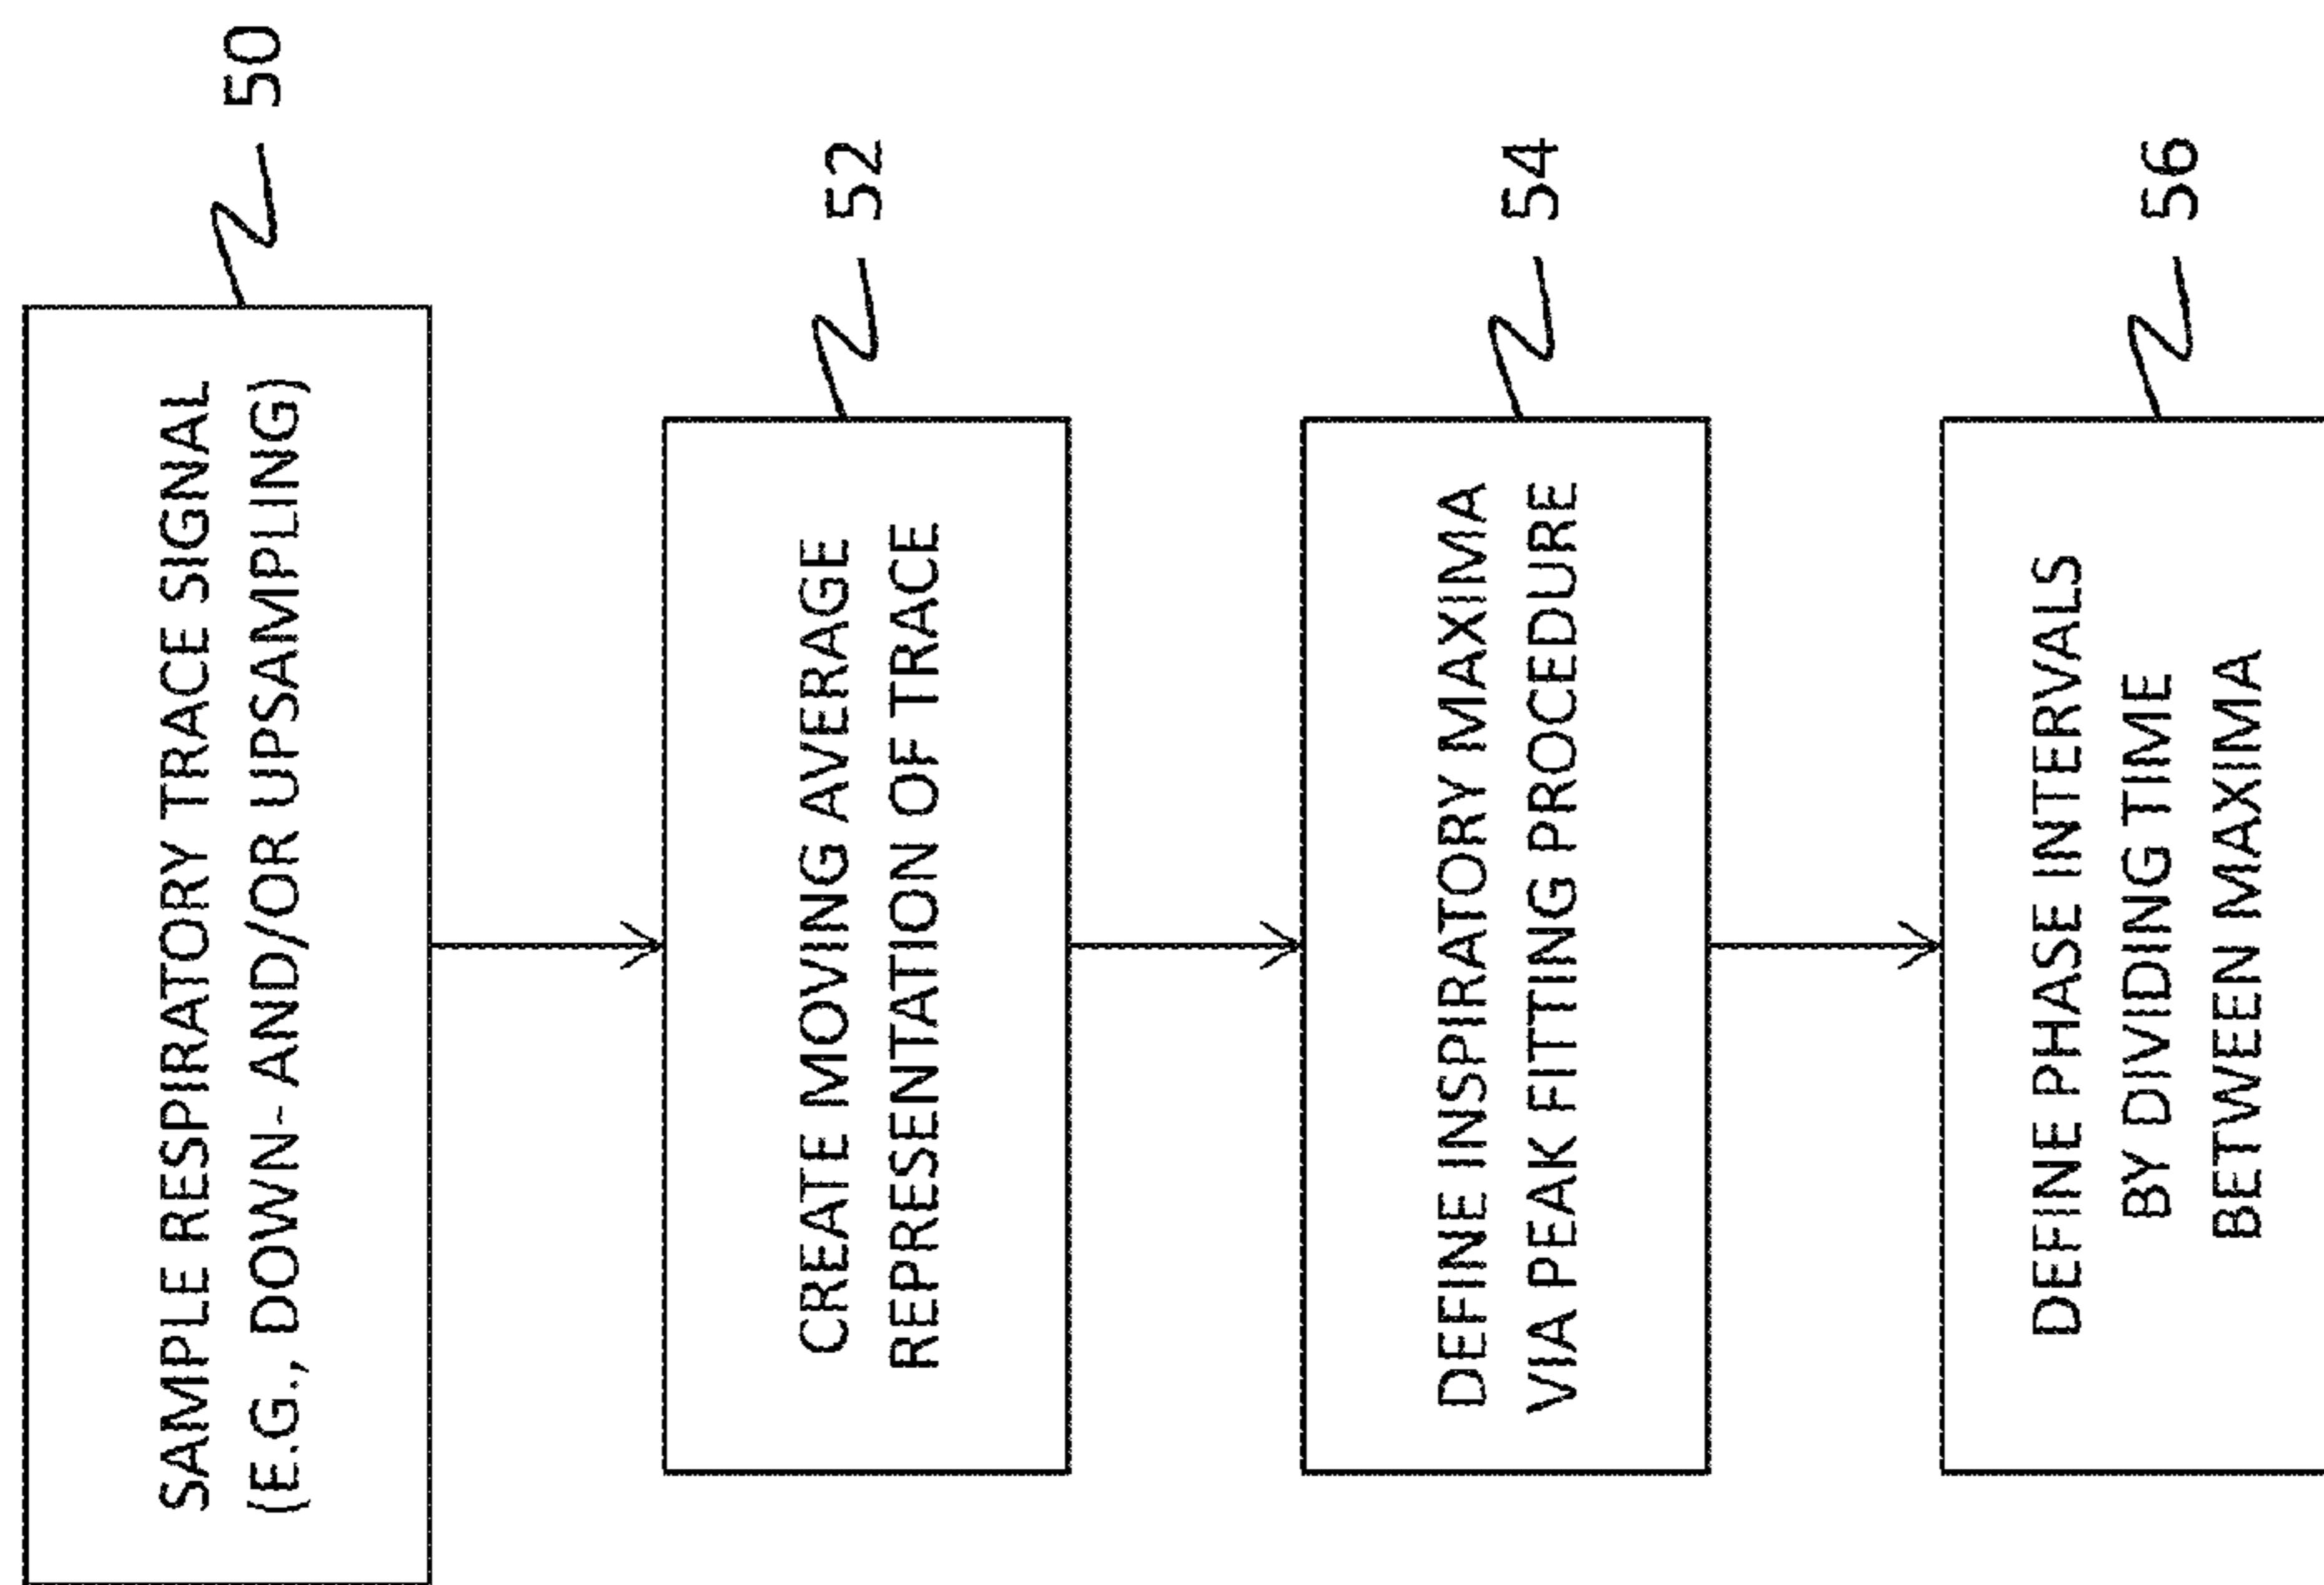 SAMPLE RESPIRATORY TRACE SIGNAL
(E.G., DOWN- AND/OR UPSAMPLING)
50
CREATE MOVING AVERAGE
REPRESENTATION OF TRACE
52
DEFINE INSPIRATORY MAXIMA
VIA PEAK FITTING PROCEDURE
54
DEFINE PHASE INTERVALS
BY DIVIDING TIME
BETWEEN MAXIMA
56